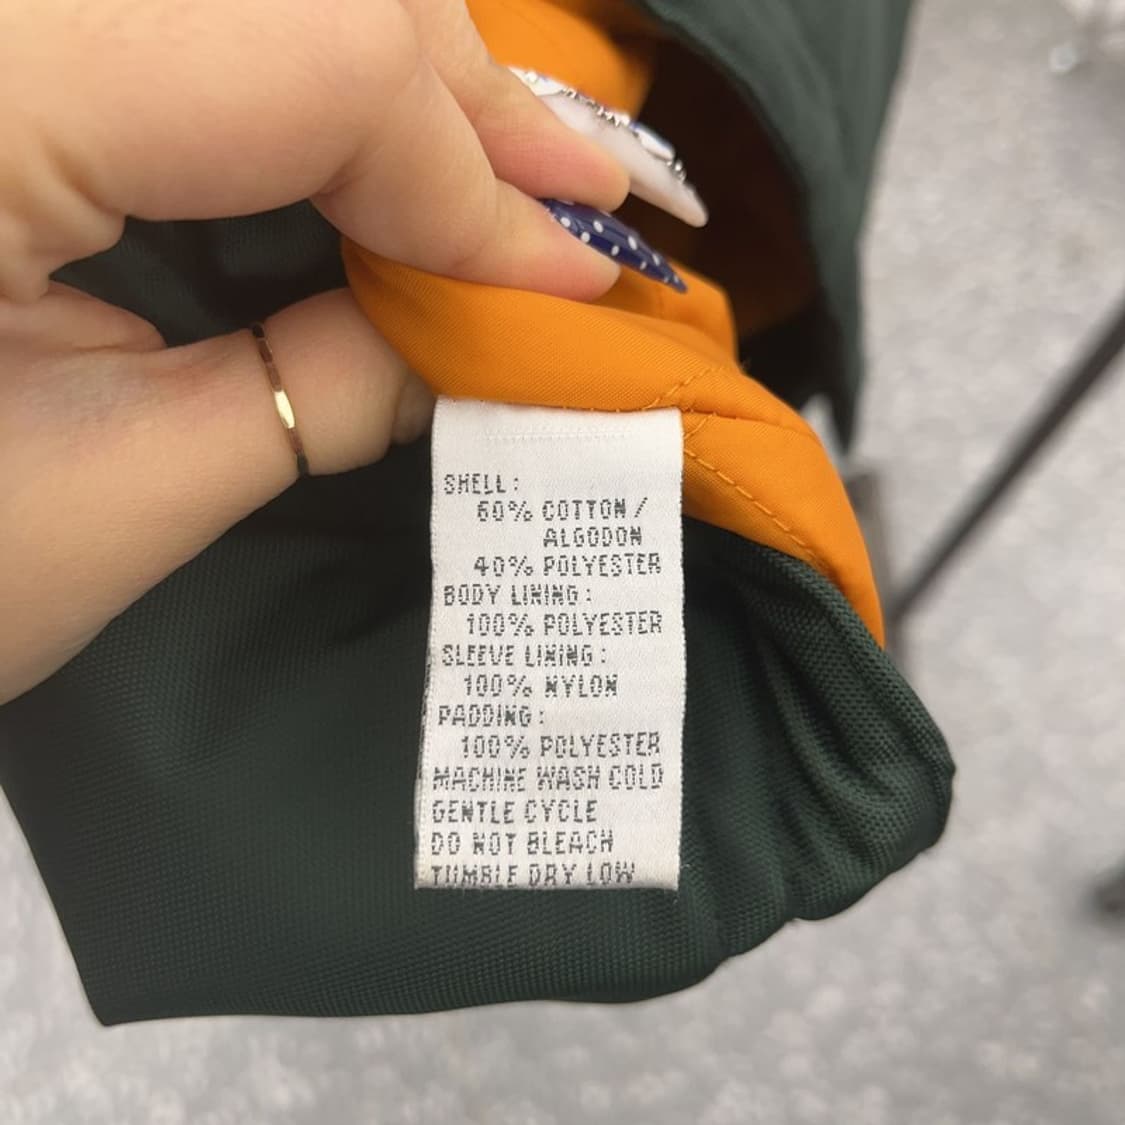 SHELL:
60% COTTON/
ALGODON
40% POLYESTER
BODY LINING:
100% POLYESTER
SLEEVE LINING:
100% NYLON
PADDING:
100% POLYESTER
MACHINE WASH COLD
GENTLE CYCLE
DO NOT BLEACH
TUMBLE DRY LOW